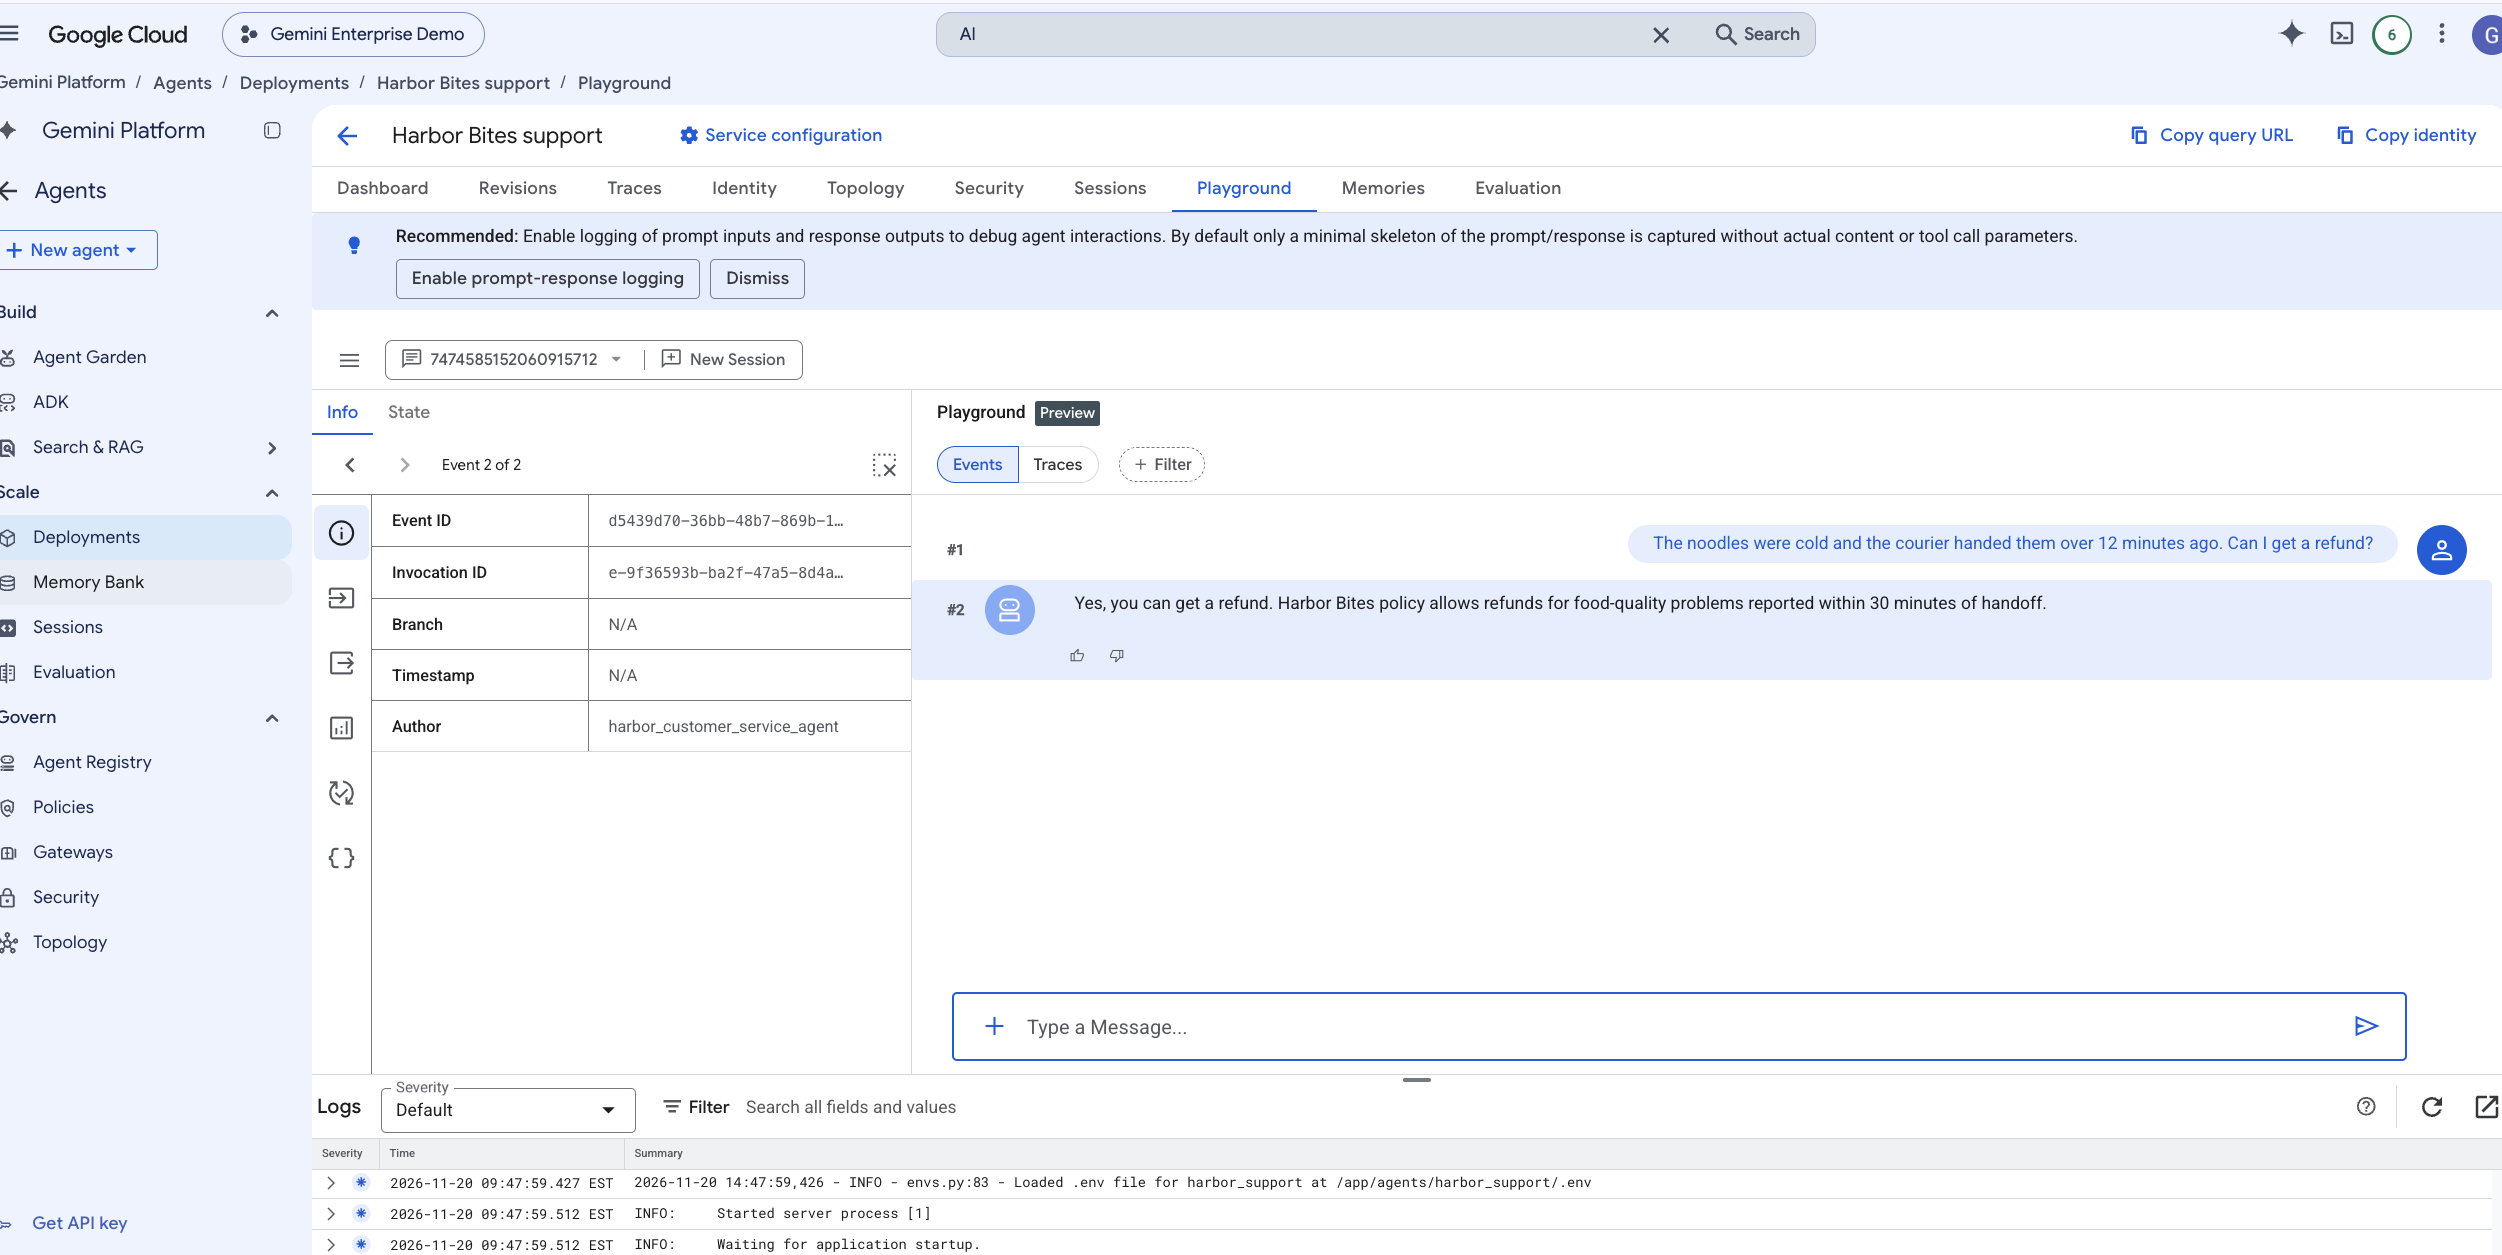 Google Cloud
Gemini Enterprise Demo
AI
Search
6
G
Gemini Platform / Agents / Deployments / Harbor Bites support / Playground
Gemini Platform
Agents
New agent
Build
Agent Garden
ADK
Search & RAG
Scale
Deployments
Memory Bank
Sessions
Evaluation
Govern
Agent Registry
Policies
Gateways
Security
Topology
Get API key
Harbor Bites support
Service configuration
Copy query URL
Copy identity
Dashboard Revisions Traces Identity Topology Security Sessions Playground Memories Evaluation
Recommended: Enable logging of prompt inputs and response outputs to debug agent interactions. By default only a minimal skeleton of the prompt/response is captured without actual content or tool call parameters.
Enable prompt-response logging
Dismiss
7474585152060915712
New Session
Info State
Event 2 of 2
Event ID d5439d70-36bb-48b7-869b-1…
Invocation ID e-9f36593b-ba2f-47a5-8d4a…
Branch N/A
Timestamp N/A
Author harbor_customer_service_agent
Playground Preview
Events Traces + Filter
#1
The noodles were cold and the courier handed them over 12 minutes ago. Can I get a refund?
#2
Yes, you can get a refund. Harbor Bites policy allows refunds for food-quality problems reported within 30 minutes of handoff.
Type a Message...
Logs
Severity
Default
Filter Search all fields and values
Severity Time Summary
2026-11-20 09:47:59.427 EST 2026-11-20 14:47:59,426 - INFO - envs.py:83 - Loaded .env file for harbor_support at /app/agents/harbor_support/.env
2026-11-20 09:47:59.512 EST INFO: Started server process [1]
2026-11-20 09:47:59.512 EST INFO: Waiting for application startup.